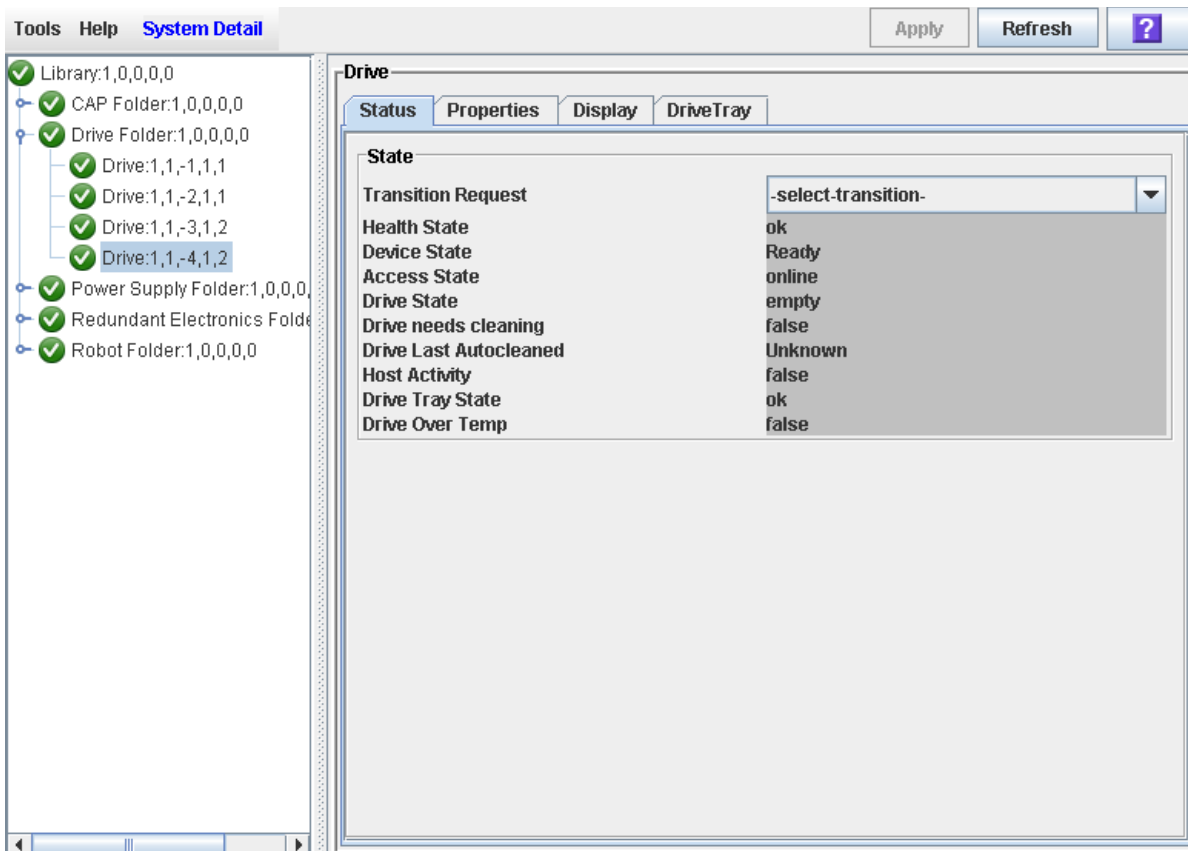 Tools Help System Detail Apply Refresh ?
Library:1,0,0,0,0
CAP Folder:1,0,0,0,0
Drive Folder:1,0,0,0,0
Drive:1,1,-1,1,1
Drive:1,1,-2,1,1
Drive:1,1,-3,1,2
Drive:1,1,-4,1,2
Power Supply Folder:1,0,0,0,
Redundant Electronics Folde
Robot Folder:1,0,0,0,0
Drive
Status Properties Display DriveTray
State
Transition Request -select-transition-
Health State ok
Device State Ready
Access State online
Drive State empty
Drive needs cleaning false
Drive Last Autocleaned Unknown
Host Activity false
Drive Tray State ok
Drive Over Temp false